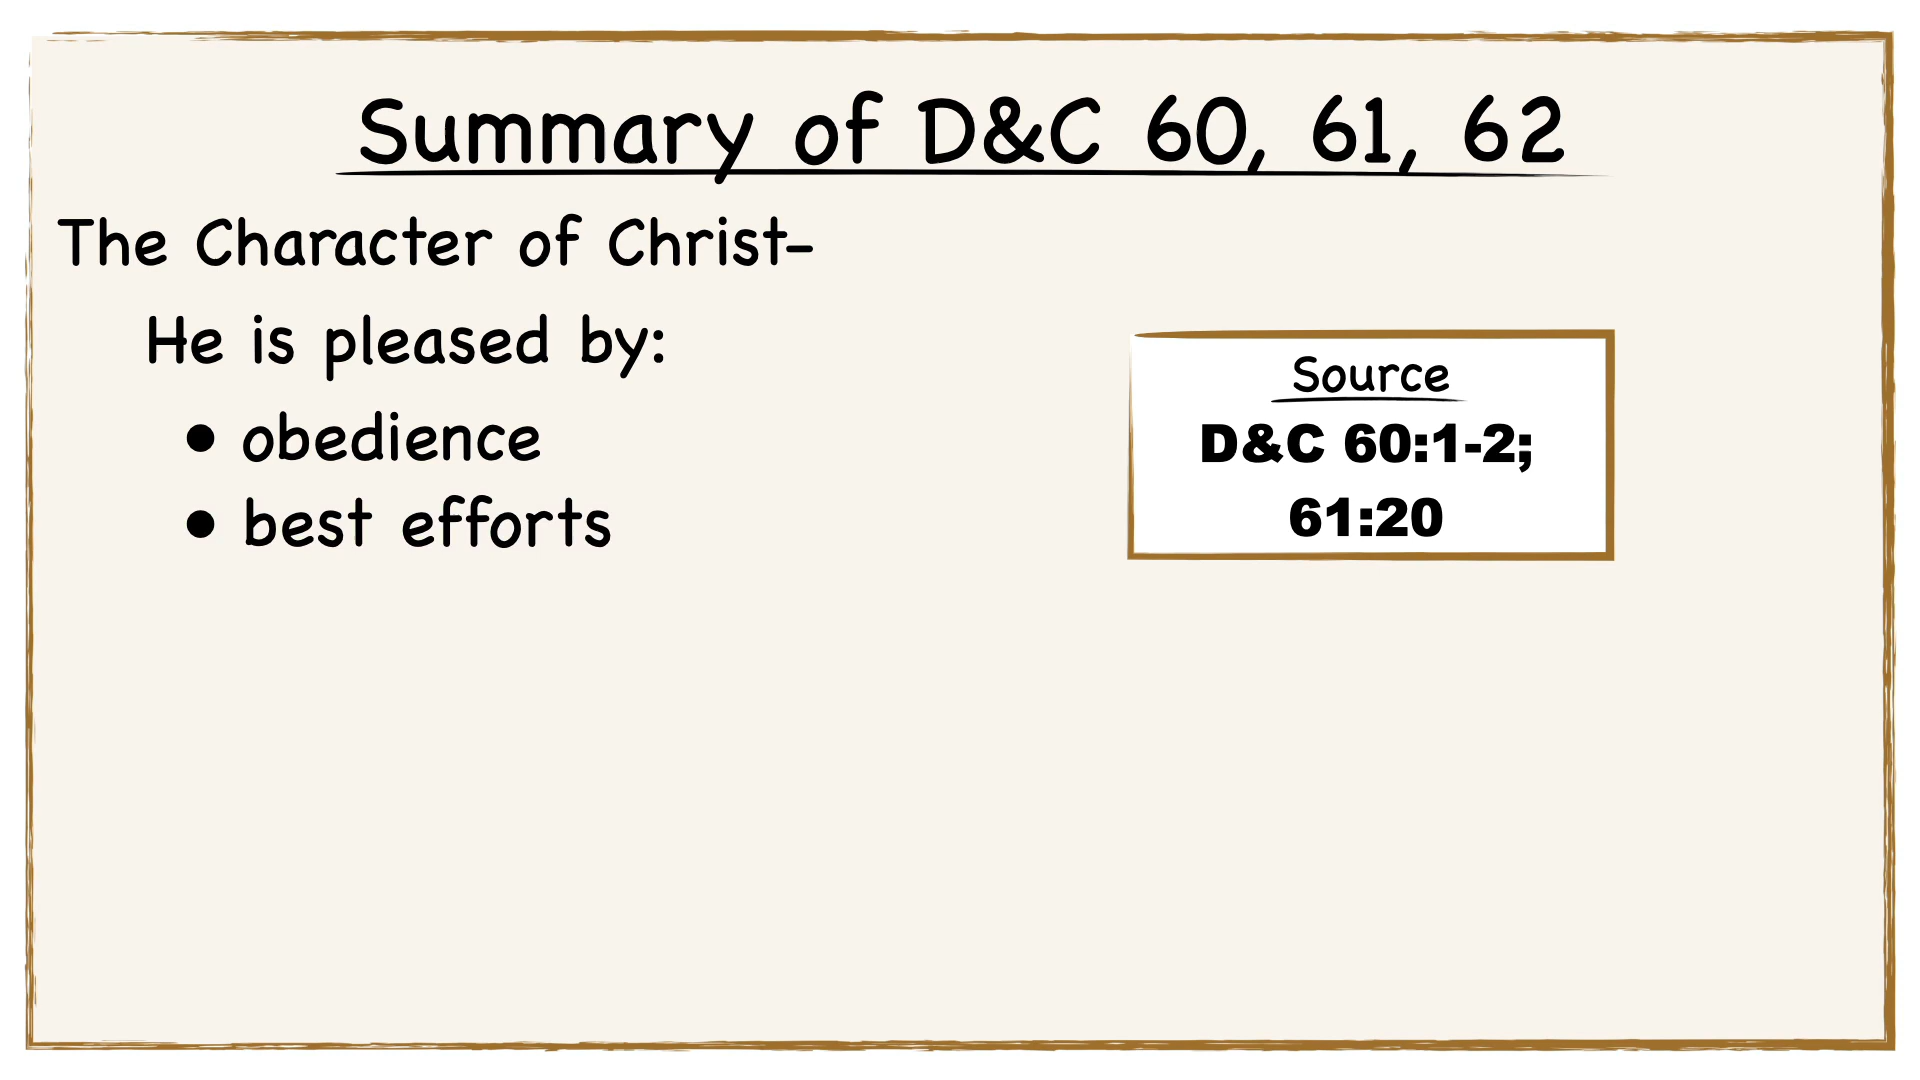 Summary of D&C 60, 61, 62
The Character of Christ–
He is pleased by:
• obedience
• best efforts
Source
D&C 60:1-2;
61:20